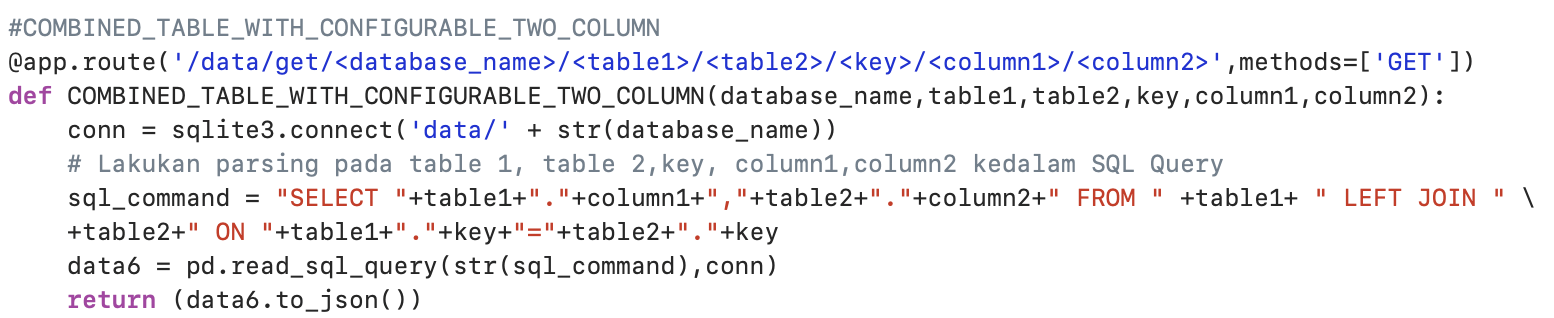 #COMBINED_TABLE_WITH_CONFIGURABLE_TWO_COLUMN
@app.route('/data/get/<database_name>/<table1>/<table2>/<key>/<column1>/<column2>',methods=['GET'])
def COMBINED_TABLE_WITH_CONFIGURABLE_TWO_COLUMN(database_name,table1,table2,key,column1,column2):
    conn = sqlite3.connect('data/' + str(database_name))
    # Lakukan parsing pada table 1, table 2,key, column1,column2 kedalam SQL Query
    sql_command = "SELECT "+table1+"."+column1+","+table2+"."+column2+" FROM " +table1+ " LEFT JOIN " \
    +table2+" ON "+table1+"."+key+"="+table2+"."+key
    data6 = pd.read_sql_query(str(sql_command),conn)
    return (data6.to_json())